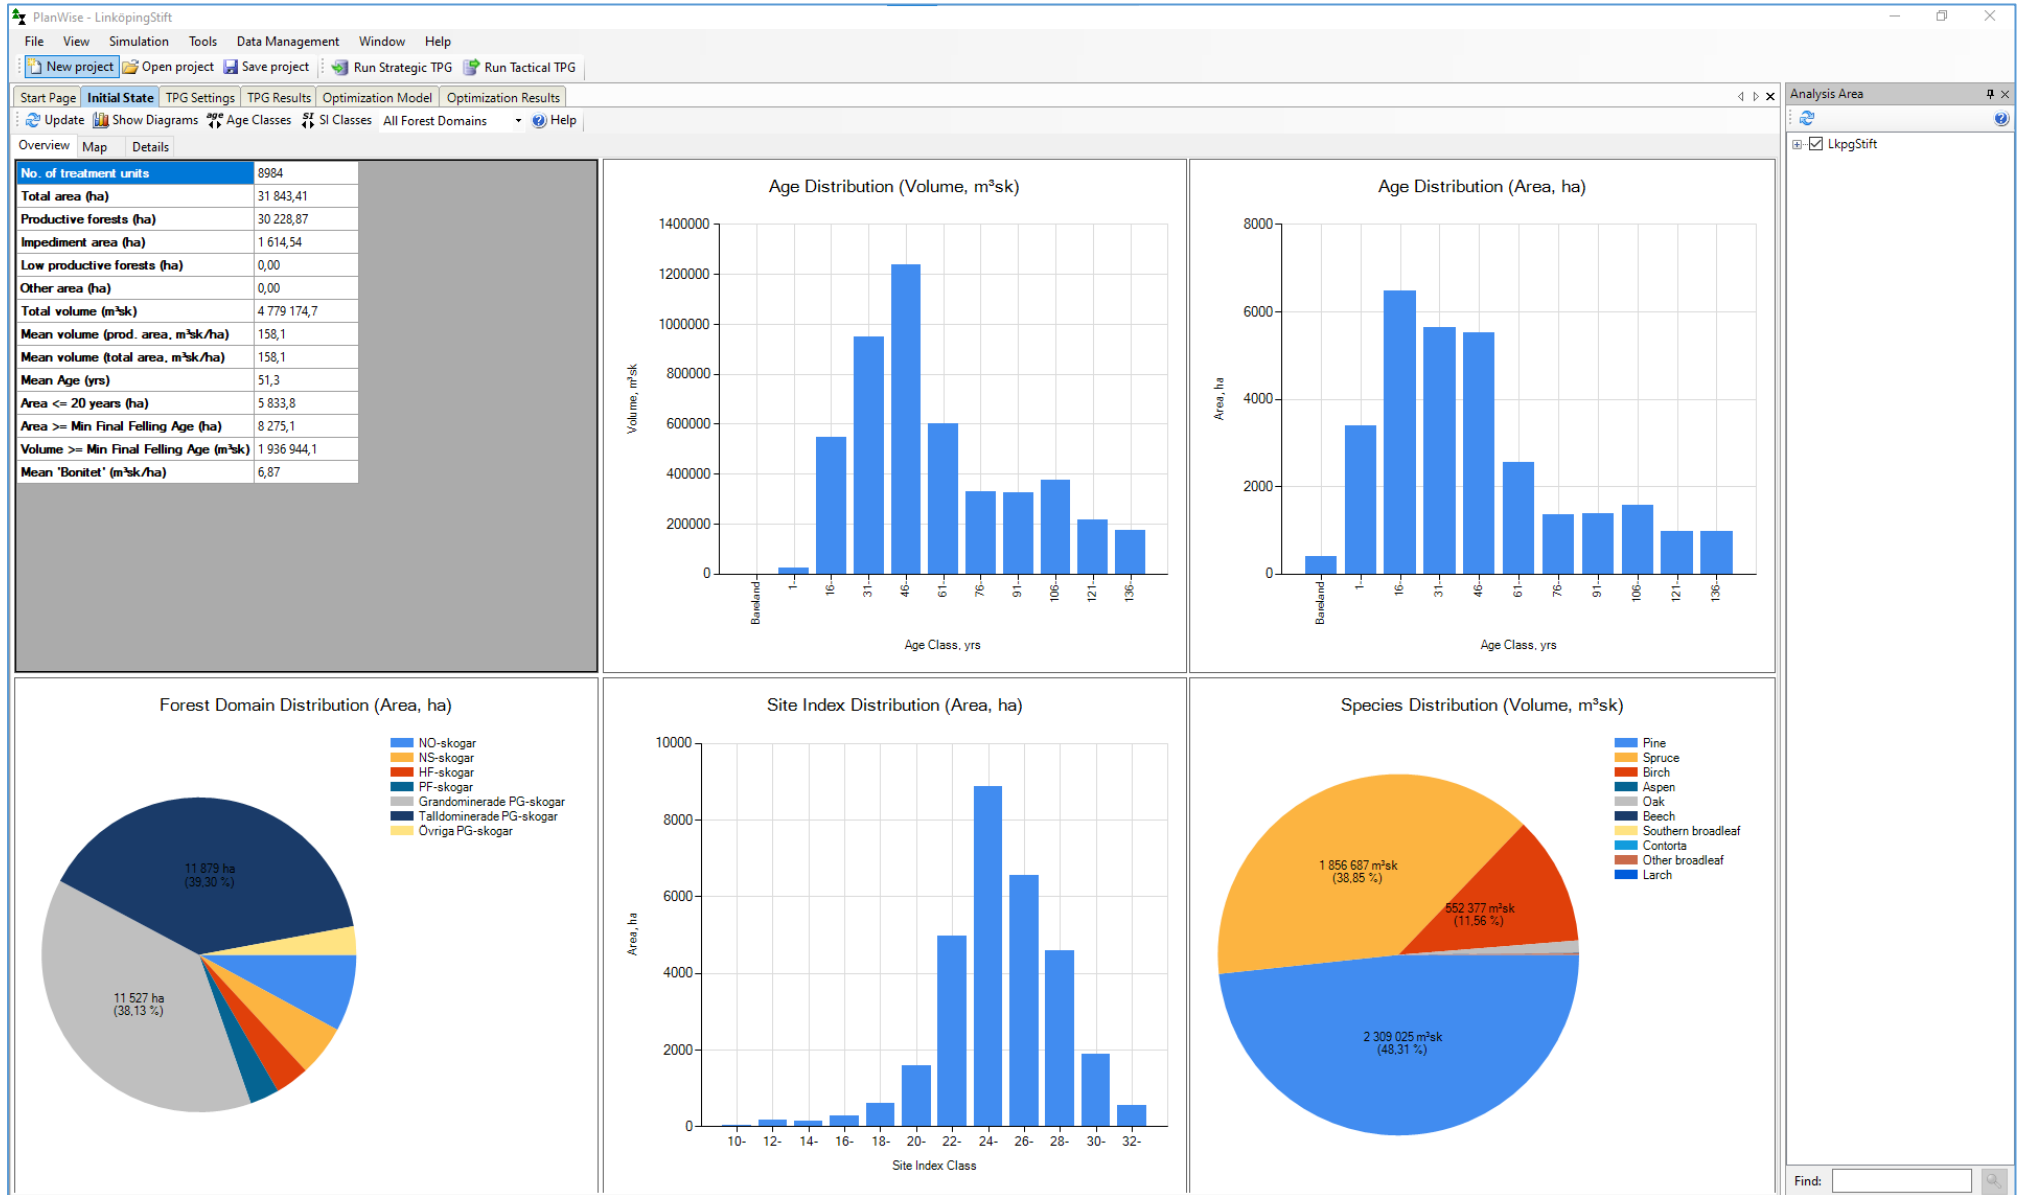 PlanWise - LinköpingStift
File View Simulation Tools Data Management Window Help
New project Open project Save project Run Strategic TPG Run Tactical TPG
Start Page Initial State TPG Settings TPG Results Optimization Model Optimization Results
Update Show Diagrams age Age Classes SI SI Classes All Forest Domains Help
Overview Map Details
No. of treatment units 8984
Total area (ha) 31 843,41
Productive forests (ha) 30 228,87
Impediment area (ha) 1 614,54
Low productive forests (ha) 0,00
Other area (ha) 0,00
Total volume (m³sk) 4 779 174,7
Mean volume (prod. area, m³sk/ha) 158,1
Mean volume (total area, m³sk/ha) 158,1
Mean Age (yrs) 51,3
Area <= 20 years (ha) 5 833,8
Area >= Min Final Felling Age (ha) 8 275,1
Volume >= Min Final Felling Age (m³sk) 1 936 944,1
Mean 'Bonitet' (m³sk/ha) 6,87
Age Distribution (Volume, m³sk)
Volume, m³sk
1400000
1200000
1000000
800000
600000
400000
200000
0
Bareland 1- 16- 31- 46- 61- 76- 91- 106- 121- 136-
Age Class, yrs
Age Distribution (Area, ha)
Area, ha
8000
6000
4000
2000
0
Bareland 1- 16- 31- 46- 61- 76- 91- 106- 121- 136-
Age Class, yrs
Forest Domain Distribution (Area, ha)
NO-skogar
NS-skogar
HF-skogar
PF-skogar
Grandominerade PG-skogar
Talldominerade PG-skogar
Övriga PG-skogar
11 879 ha
(39,30 %)
11 527 ha
(38,13 %)
Site Index Distribution (Area, ha)
Area, ha
10000
8000
6000
4000
2000
0
10- 12- 14- 16- 18- 20- 22- 24- 26- 28- 30- 32-
Site Index Class
Species Distribution (Volume, m³sk)
Pine
Spruce
Birch
Aspen
Oak
Beech
Southern broadleaf
Contorta
Other broadleaf
Larch
1 856 687 m³sk
(38,85 %)
552 377 m³sk
(11,56 %)
2 309 025 m³sk
(48,31 %)
Analysis Area
LkpgStift
Find: